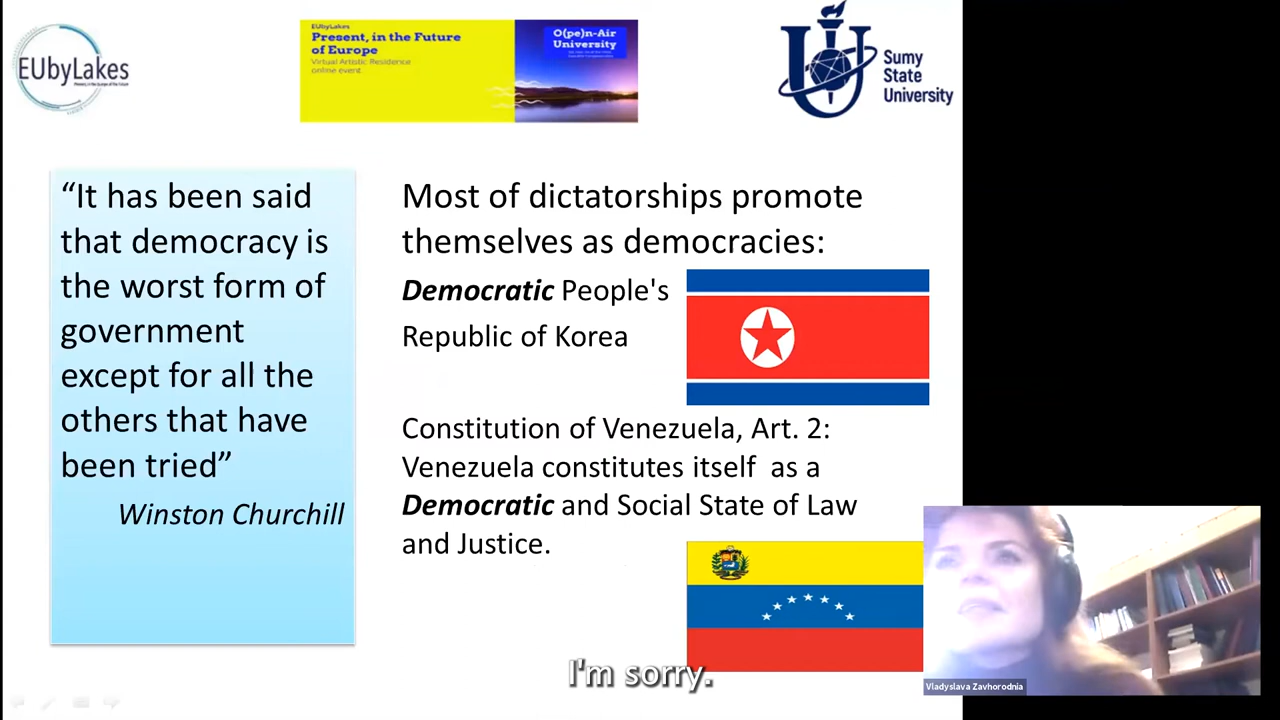 EUbyLakes
EUbyLakes
Present, in the Future
of Europe
Virtual Artistic Residence
online event
O(pe)n-Air
University
Sumy
State
University
“It has been said
that democracy is
the worst form of
government
except for all the
others that have
been tried”
Winston Churchill
Most of dictatorships promote
themselves as democracies:
Democratic People's
Republic of Korea
Constitution of Venezuela, Art. 2:
Venezuela constitutes itself as a
Democratic and Social State of Law
and Justice.
I'm sorry.
Vladyslava Zavhorodnia